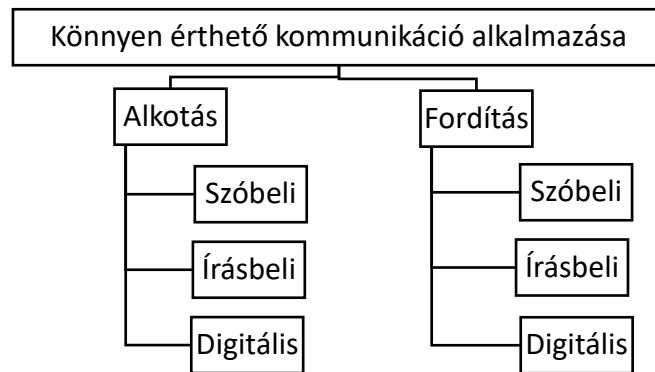 Könnyen érthető kommunikáció alkalmazása
Alkotás
Szóbeli
Írásbeli
Digitális
Fordítás
Szóbeli
Írásbeli
Digitális